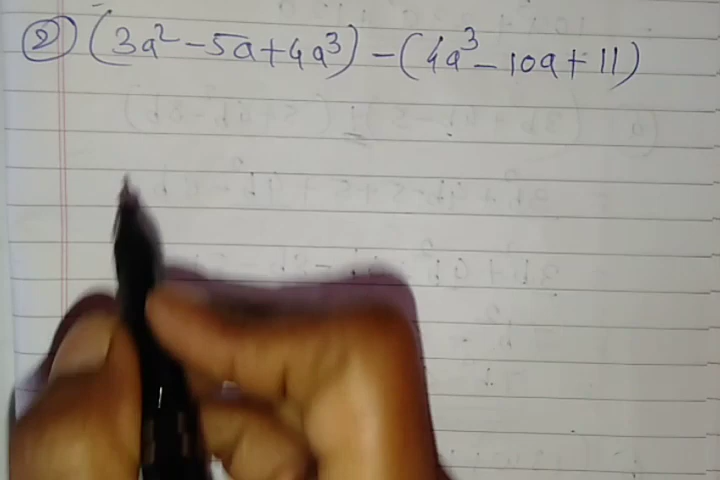 ② (3a² - 5a + 4a³) - (4a³ - 10a + 11)